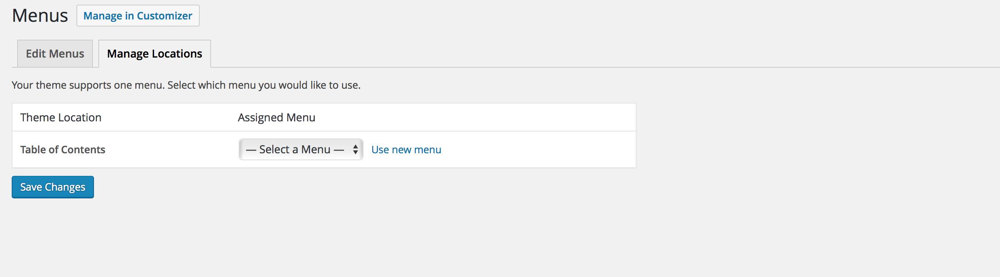 Menus Manage in Customizer
Edit Menus Manage Locations
Your theme supports one menu. Select which menu you would like to use.
Theme Location Assigned Menu
Table of Contents — Select a Menu — Use new menu
Save Changes